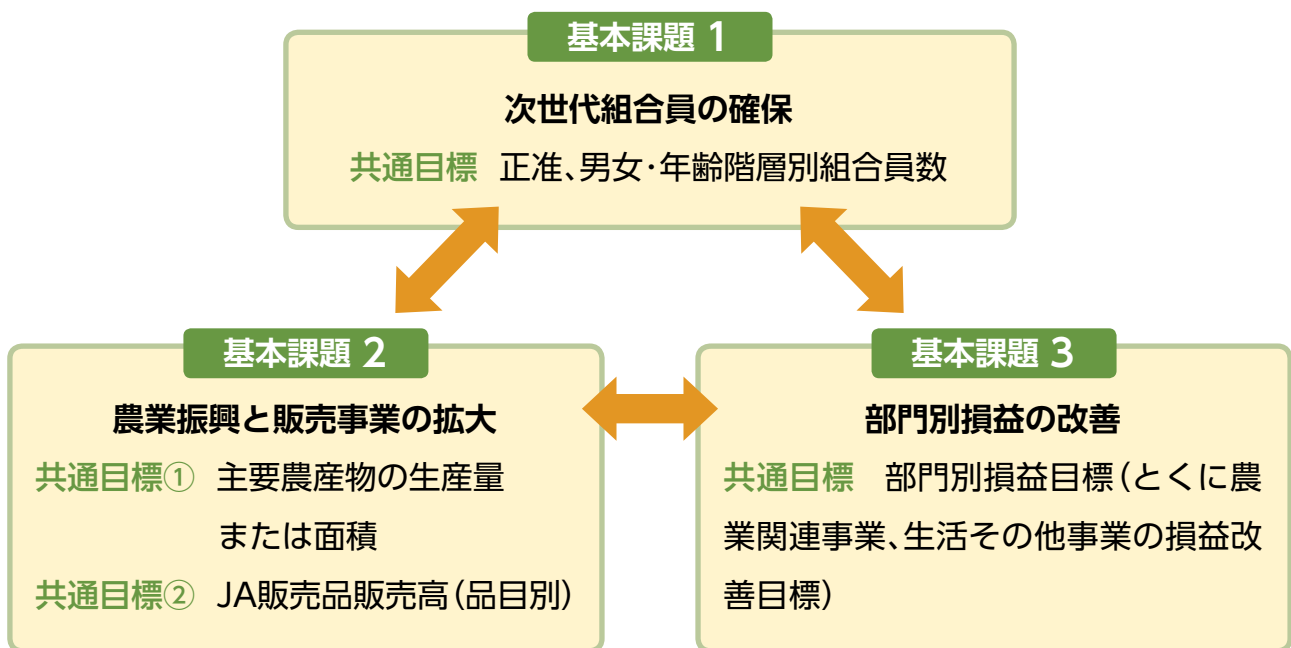 基本課題 1
次世代組合員の確保
共通目標 正准、男女・年齢階層別組合員数
基本課題 2
農業振興と販売事業の拡大
共通目標① 主要農産物の生産量
または面積
共通目標② JA販売品販売高(品目別)
基本課題 3
部門別損益の改善
共通目標 部門別損益目標(とくに農
業関連事業、生活その他事業の損益改
善目標)